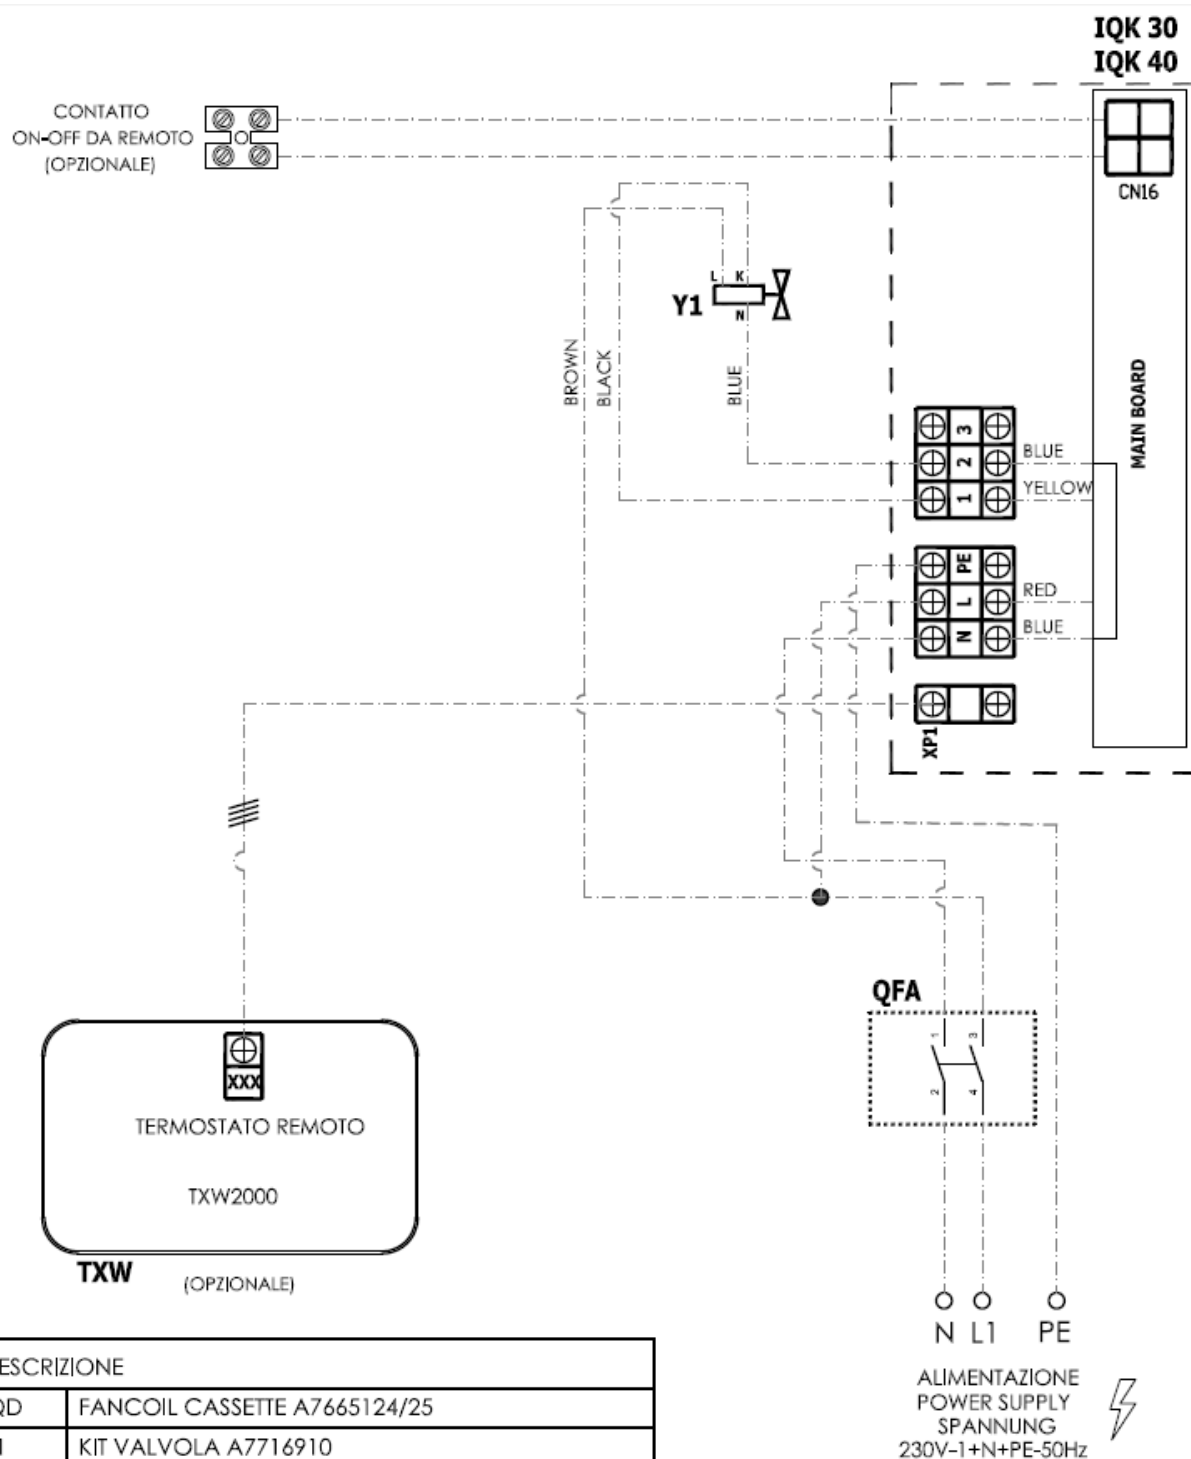 IQK 30
IQK 40
CONTATTO
ON-OFF DA REMOTO
(OPZIONALE)
CN16
L K
Y1
N
BROWN
BLACK
BLUE
MAIN BOARD
3
2
BLUE
1
YELLOW
PE
L
RED
N
BLUE
XP1
QFA
1 3
2 4
XXX
TERMOSTATO REMOTO
TXW2000
TXW
(OPZIONALE)
N L1 PE
ALIMENTAZIONE
POWER SUPPLY
SPANNUNG
230V-1+N+PE-50Hz
ESCRIZIONE
QD FANCOIL CASSETTE A7665124/25
KIT VALVOLA A7716910